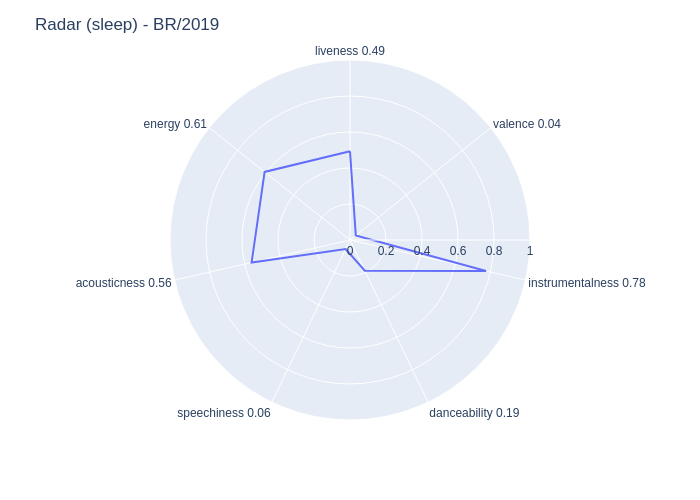 Radar (sleep) - BR/2019
liveness 0.49
energy 0.61
valence 0.04
0 0.2 0.4 0.6 0.8 1
acousticness 0.56
instrumentalness 0.78
speechiness 0.06
danceability 0.19